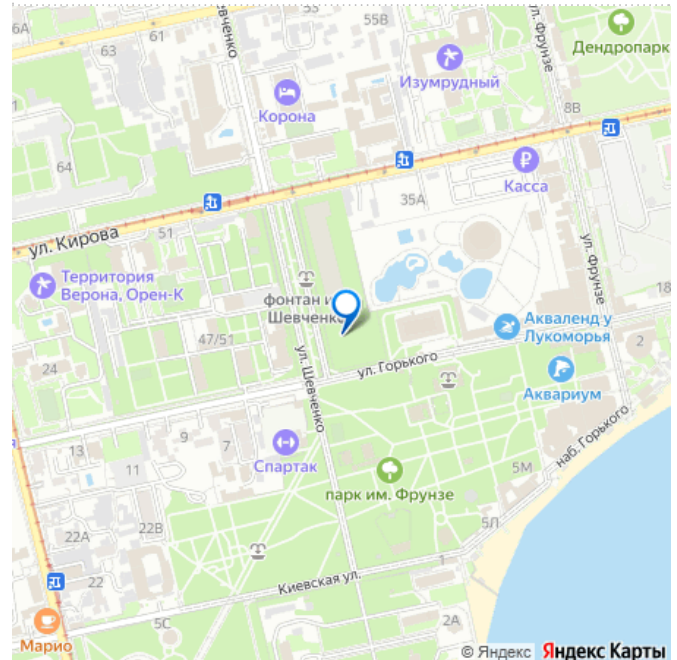 6А
61
53
55В
ул. Фрунзе
Дендропарк
63
Изумрудный
Корона
8В
64
Касса
35А
ул. Кирова
51
ул. Фрунзе
Территория
Верона, Орен-К
фонтан и
Шевченко
18
Акваленд у
Лукоморья
2
47/51
ул. Шевченко
ул. Горького
24
Аквариум
9
7
13
11
Спартак
5М
наб. Горького
парк им. Фрунзе
22В
5Л
22А
22
Киевская ул.
1
5С
2А
Марио
© Яндекс Яндекс Карты